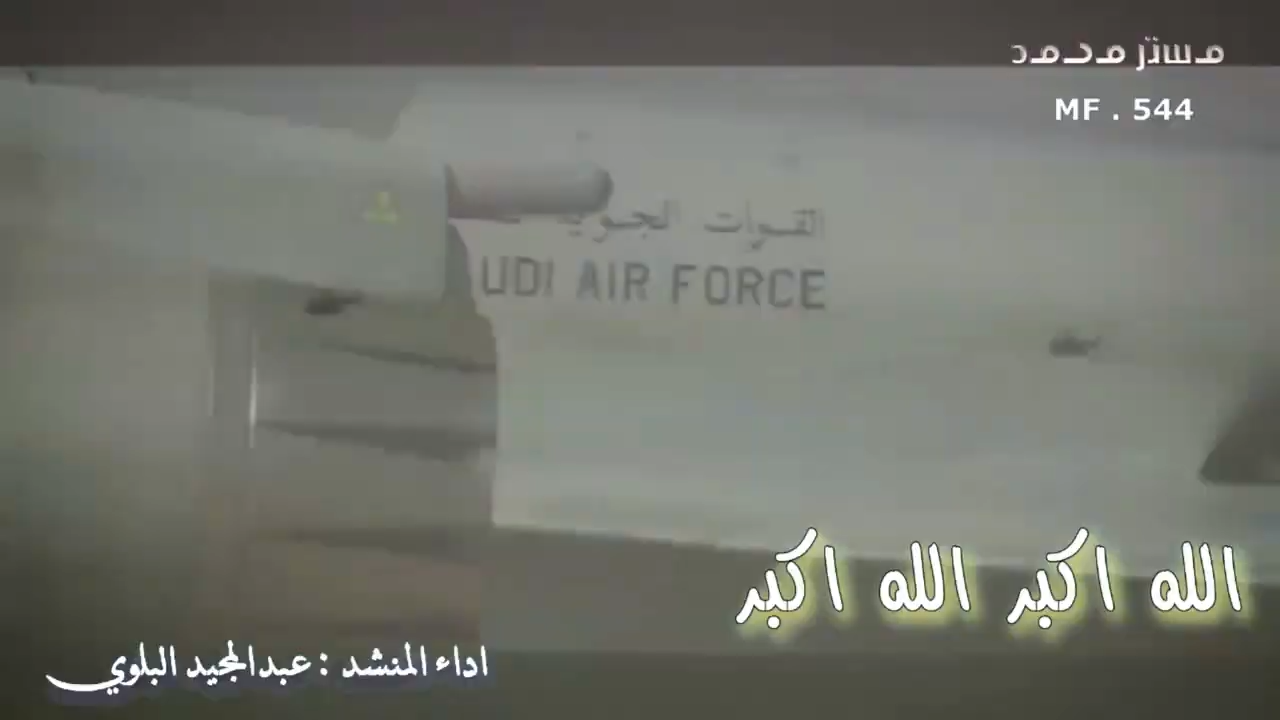 مستر محمد
MF . 544
القوات الجوية
UDI AIR FORCE
الله اكبر الله اكبر
اداء المنشد : عبدالمجيد البلوي